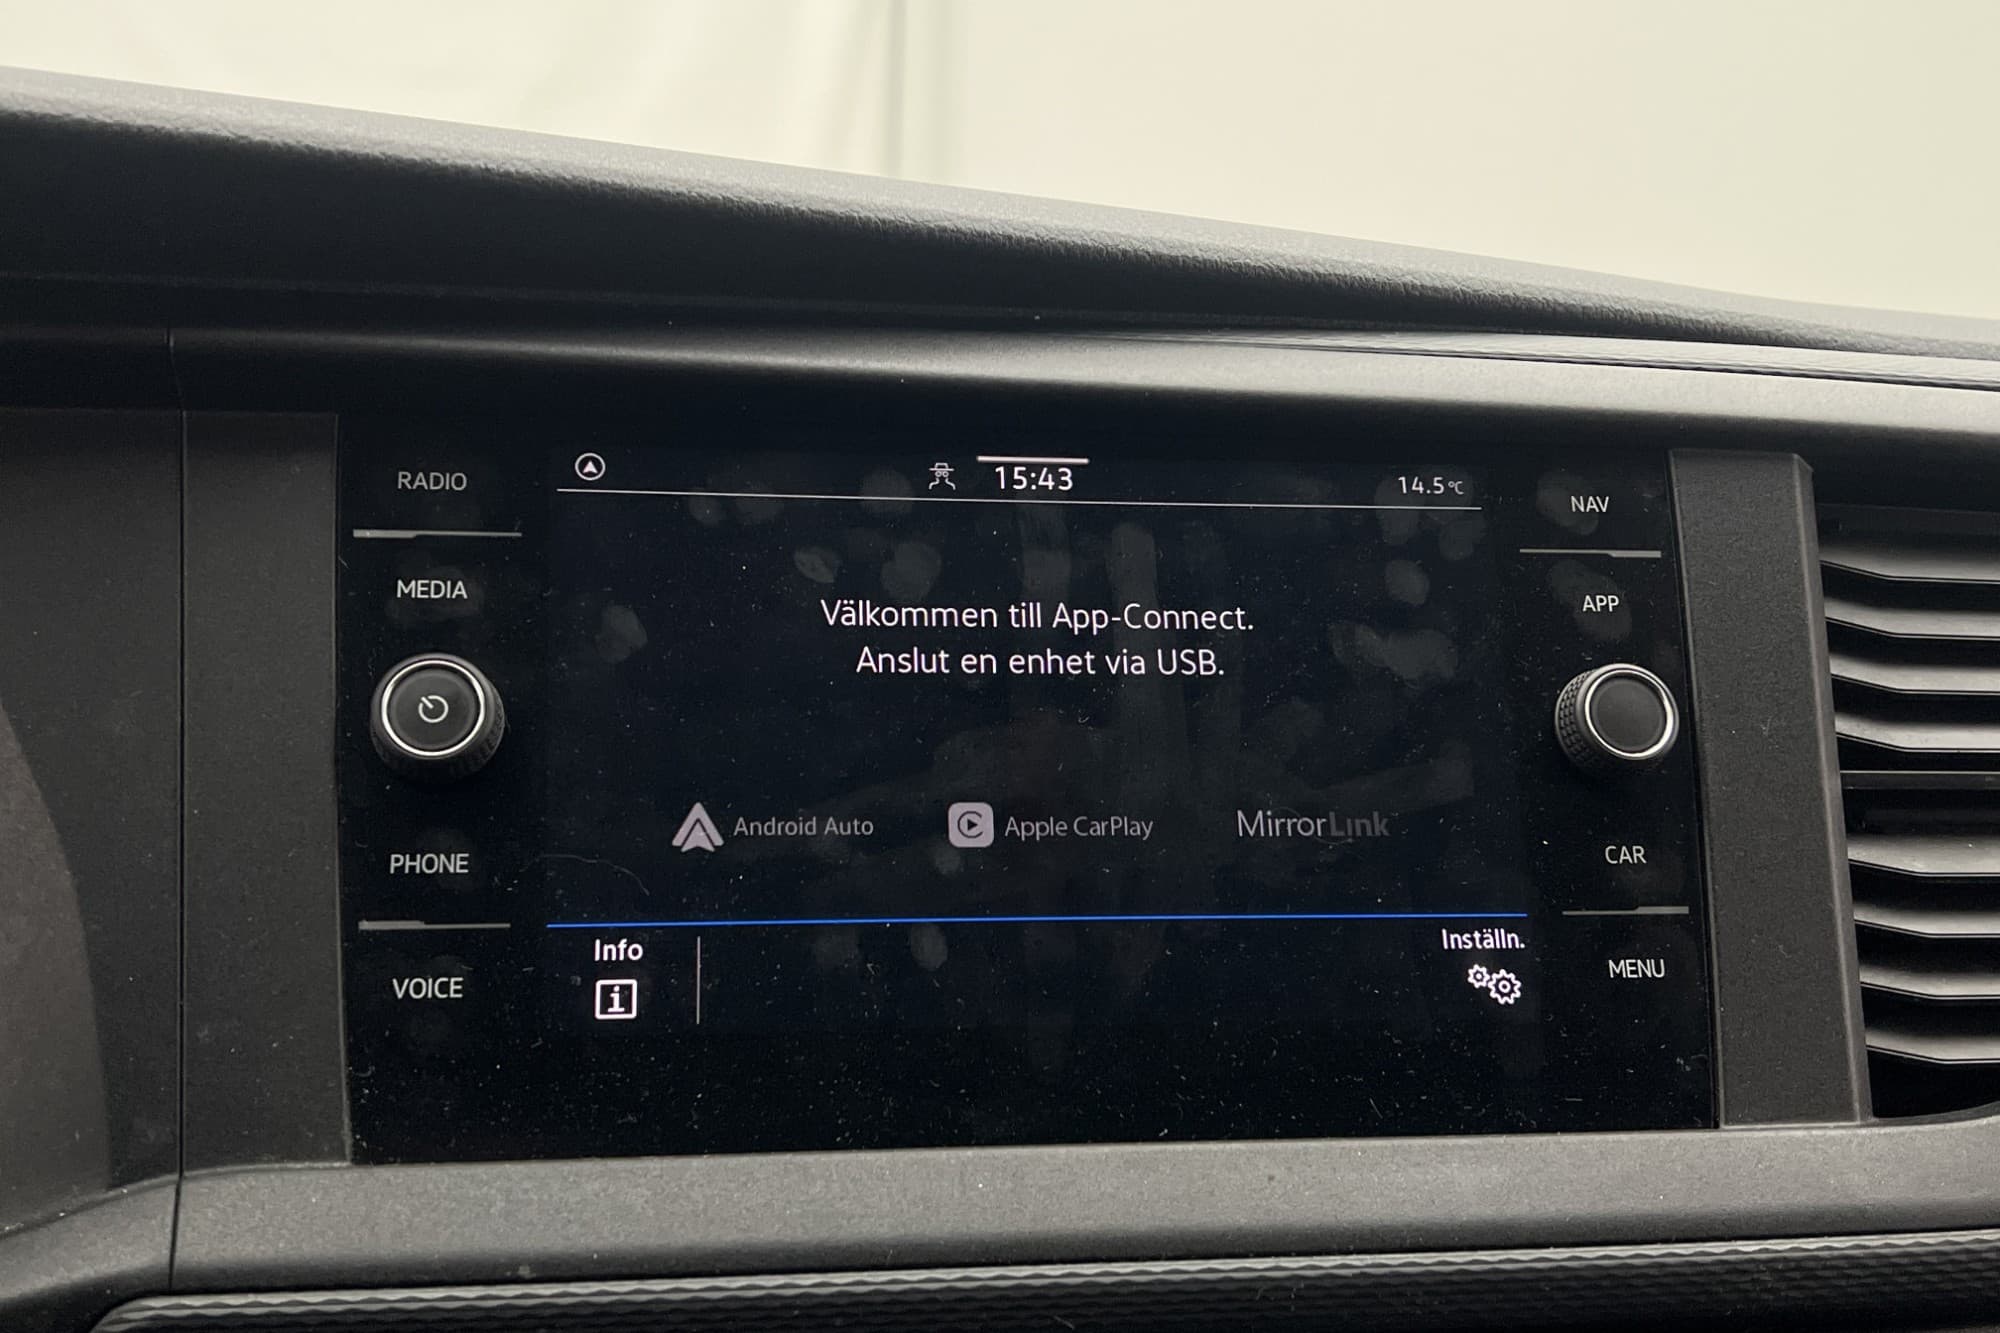 RADIO
MEDIA
PHONE
VOICE
15:43
14.5°C
Välkommen till App-Connect.
Anslut en enhet via USB.
Android Auto
Apple CarPlay
MirrorLink
Info
Inställn.
NAV
APP
CAR
MENU